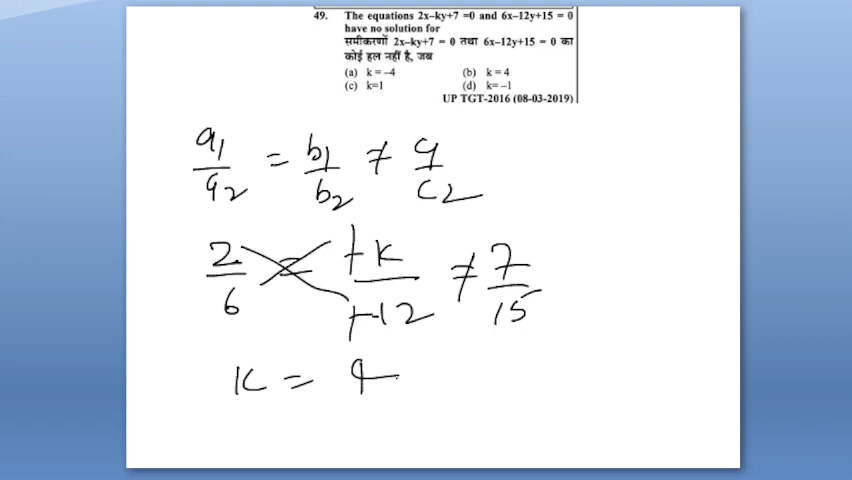 49. The equations 2x–ky+7 =0 and 6x–12y+15 = 0
have no solution for
समीकरणों 2x–ky+7 = 0 तथा 6x–12y+15 = 0 का
कोई हल नहीं है, जब
(a) k = –4 (b) k = 4
(c) k=1 (d) k= –1
UP TGT-2016 (08-03-2019)
a1/a2 = b1/b2 ≠ c1/c2
2/6 = -k/-12 ≠ 7/15
k = 4